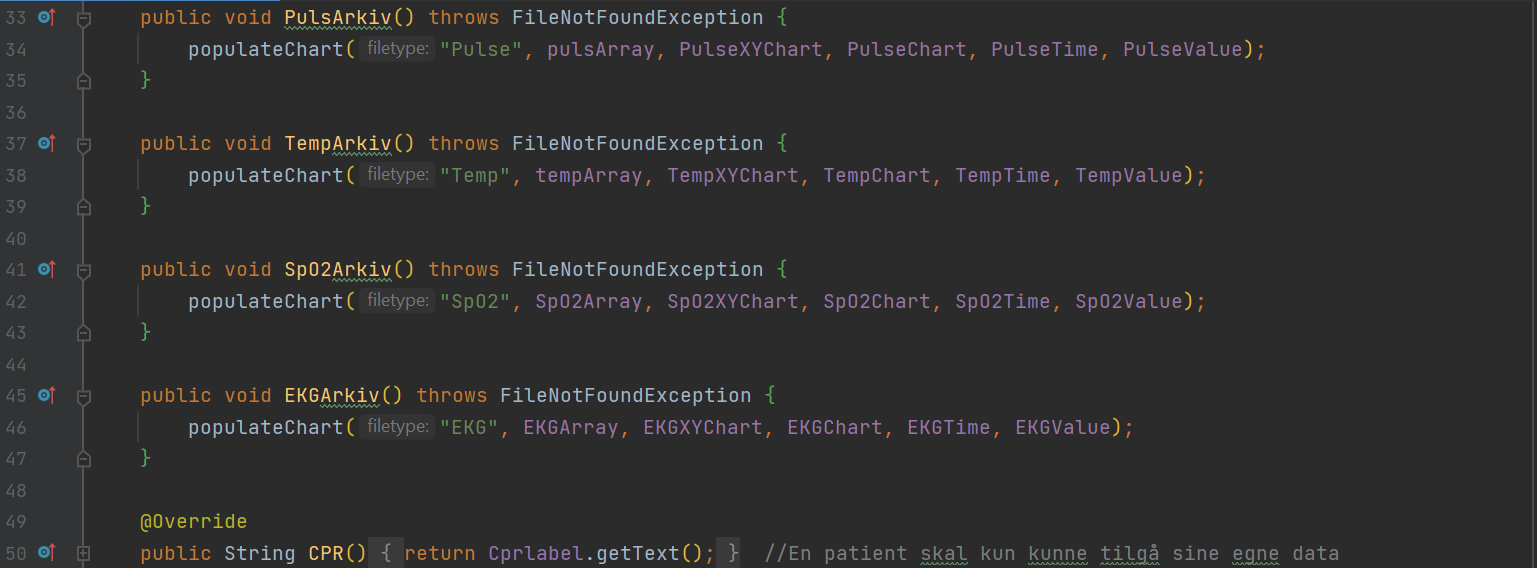 33 public void PulsArkiv() throws FileNotFoundException {
34 populateChart( filetype: "Pulse", pulsArray, PulseXYChart, PulseChart, PulseTime, PulseValue);
35 }
36
37 public void TempArkiv() throws FileNotFoundException {
38 populateChart( filetype: "Temp", tempArray, TempXYChart, TempChart, TempTime, TempValue);
39 }
40
41 public void SpO2Arkiv() throws FileNotFoundException {
42 populateChart( filetype: "SpO2", SpO2Array, SpO2XYChart, SpO2Chart, SpO2Time, SpO2Value);
43 }
44
45 public void EKGArkiv() throws FileNotFoundException {
46 populateChart( filetype: "EKG", EKGArray, EKGXYChart, EKGChart, EKGTime, EKGValue);
47 }
48
49 @Override
50 public String CPR() { return Cprlabel.getText(); } //En patient skal kun kunne tilgå sine egne data